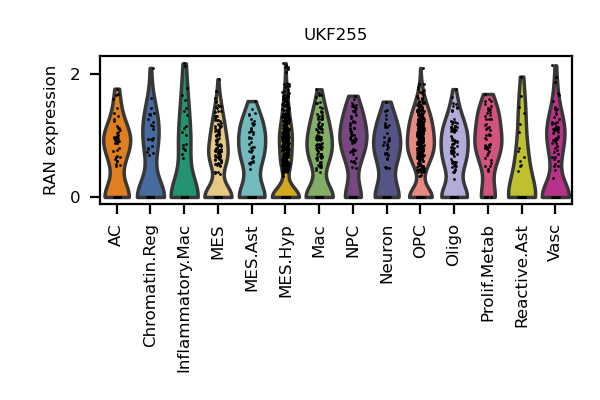 UKF255
RAN expression
2
0
AC
Chromatin.Reg
Inflammatory.Mac
MES
MES.Ast
MES.Hyp
Mac
NPC
Neuron
OPC
Oligo
Prolif.Metab
Reactive.Ast
Vasc